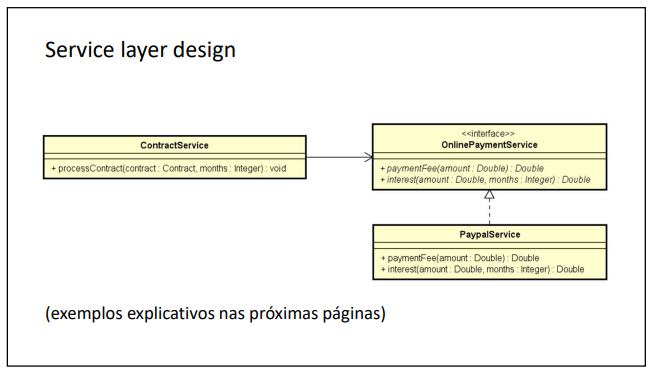 Service layer design
ContractService
+ processContract(contract : Contract, months : Integer) : void
<<interface>>
OnlinePaymentService
+ paymentFee(amount : Double) : Double
+ interest(amount : Double, months : Integer) : Double
PaypalService
+ paymentFee(amount : Double) : Double
+ interest(amount : Double, months : Integer) : Double
(exemplos explicativos nas próximas páginas)